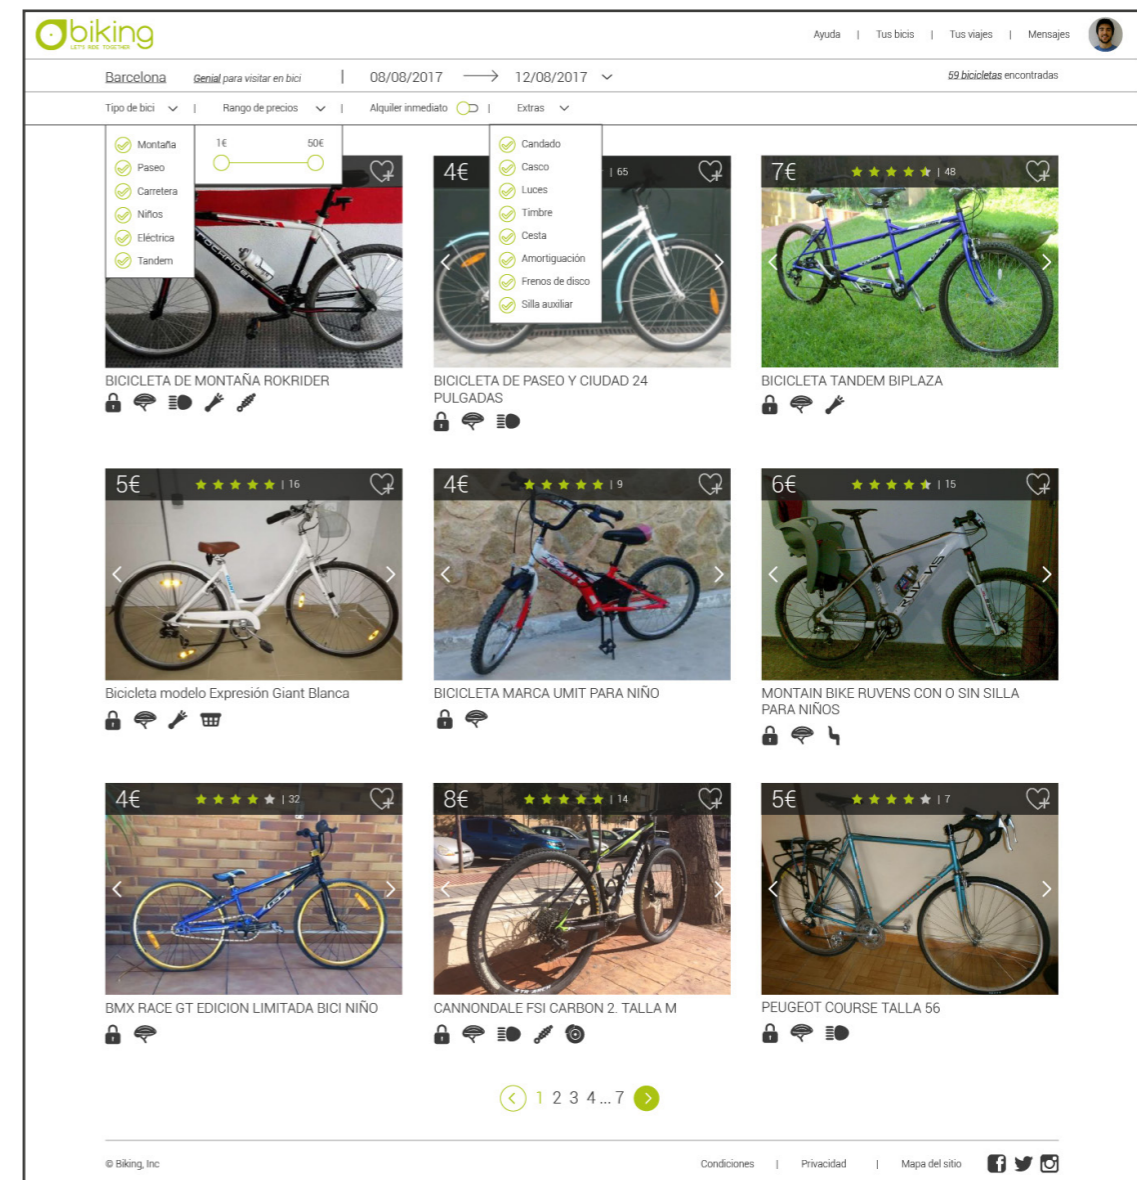 biking
LET'S RIDE TOGETHER
Ayuda | Tus bicis | Tus viajes | Mensajes
Barcelona Genial para visitar en bici | 08/08/2017 → 12/08/2017
59 bicicletas encontradas
Tipo de bici | Rango de precios | Alquiler inmediato | Extras
Montaña
Paseo
Carretera
Niños
Eléctrica
Tandem
1€ 50€
Candado
Casco
Luces
Timbre
Cesta
Amortiguación
Frenos de disco
Silla auxiliar
ROCKRIDER
BICICLETA DE MONTAÑA ROKRIDER
4€ | 65
BICICLETA DE PASEO Y CIUDAD 24
PULGADAS
7€ | 48
BICICLETA TANDEM BIPLAZA
5€ | 16
Bicicleta modelo Expresión Giant Blanca
4€ | 9
BICICLETA MARCA UMIT PARA NIÑO
6€ | 15
MONTAIN BIKE RUVENS CON O SIN SILLA
PARA NIÑOS
4€ | 32
BMX RACE GT EDICION LIMITADA BICI NIÑO
8€ | 14
CANNONDALE FSI CARBON 2. TALLA M
5€ | 7
PEUGEOT COURSE TALLA 56
1 2 3 4 ... 7
© Biking, Inc
Condiciones | Privacidad | Mapa del sitio